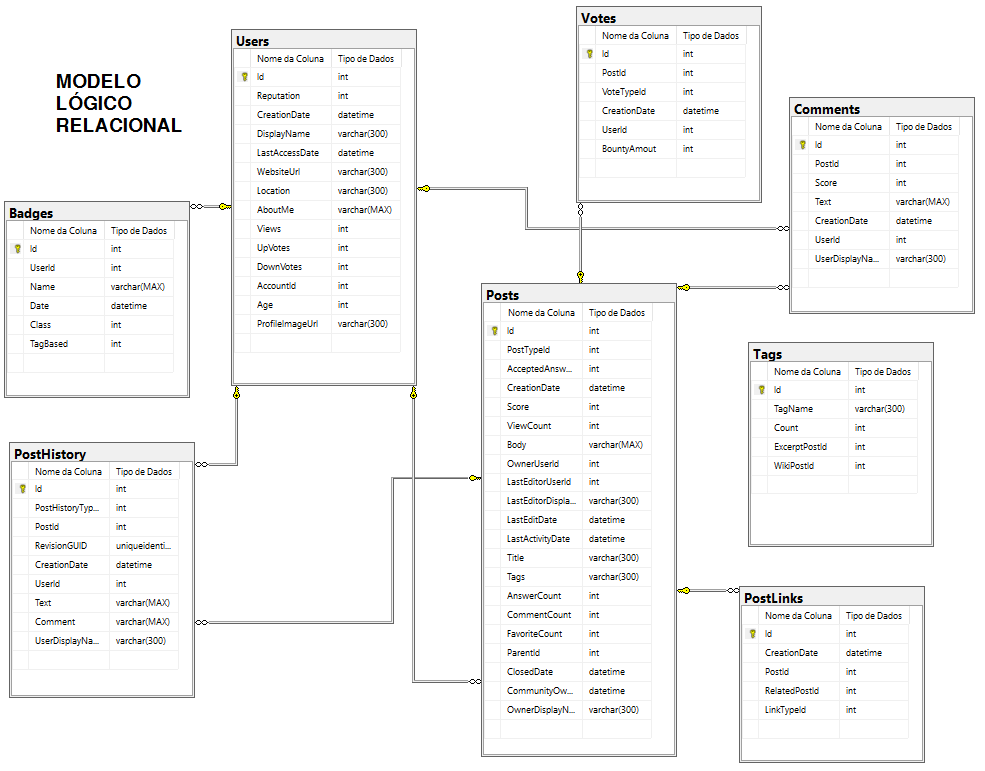 MODELO
LÓGICO
RELACIONAL
Users
Nome da Coluna Tipo de Dados
Id int
Reputation int
CreationDate datetime
DisplayName varchar(300)
LastAccessDate datetime
WebsiteUrl varchar(300)
Location varchar(300)
AboutMe varchar(MAX)
Views int
UpVotes int
DownVotes int
AccountId int
Age int
ProfileImageUrl varchar(300)
Votes
Nome da Coluna Tipo de Dados
Id int
PostId int
VoteTypeId int
CreationDate datetime
UserId int
BountyAmout int
Comments
Nome da Coluna Tipo de Dados
Id int
PostId int
Score int
Text varchar(MAX)
CreationDate datetime
UserId int
UserDisplayNa... varchar(300)
Badges
Nome da Coluna Tipo de Dados
Id int
UserId int
Name varchar(MAX)
Date datetime
Class int
TagBased int
Posts
Nome da Coluna Tipo de Dados
Id int
PostTypeId int
AcceptedAnsw... int
CreationDate datetime
Score int
ViewCount int
Body varchar(MAX)
OwnerUserId int
LastEditorUserId int
LastEditorDispla... varchar(300)
LastEditDate datetime
LastActivityDate datetime
Title varchar(300)
Tags varchar(300)
AnswerCount int
CommentCount int
FavoriteCount int
ParentId int
ClosedDate datetime
CommunityOw... datetime
OwnerDisplayN... varchar(300)
Tags
Nome da Coluna Tipo de Dados
Id int
TagName varchar(300)
Count int
ExcerptPostId int
WikiPostId int
PostHistory
Nome da Coluna Tipo de Dados
Id int
PostHistoryTyp... int
PostId int
RevisionGUID uniqueidenti...
CreationDate datetime
UserId int
Text varchar(MAX)
Comment varchar(MAX)
UserDisplayNa... varchar(300)
PostLinks
Nome da Coluna Tipo de Dados
Id int
CreationDate datetime
PostId int
RelatedPostId int
LinkTypeId int